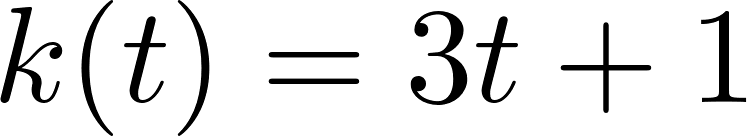 k(t) = 3t + 1